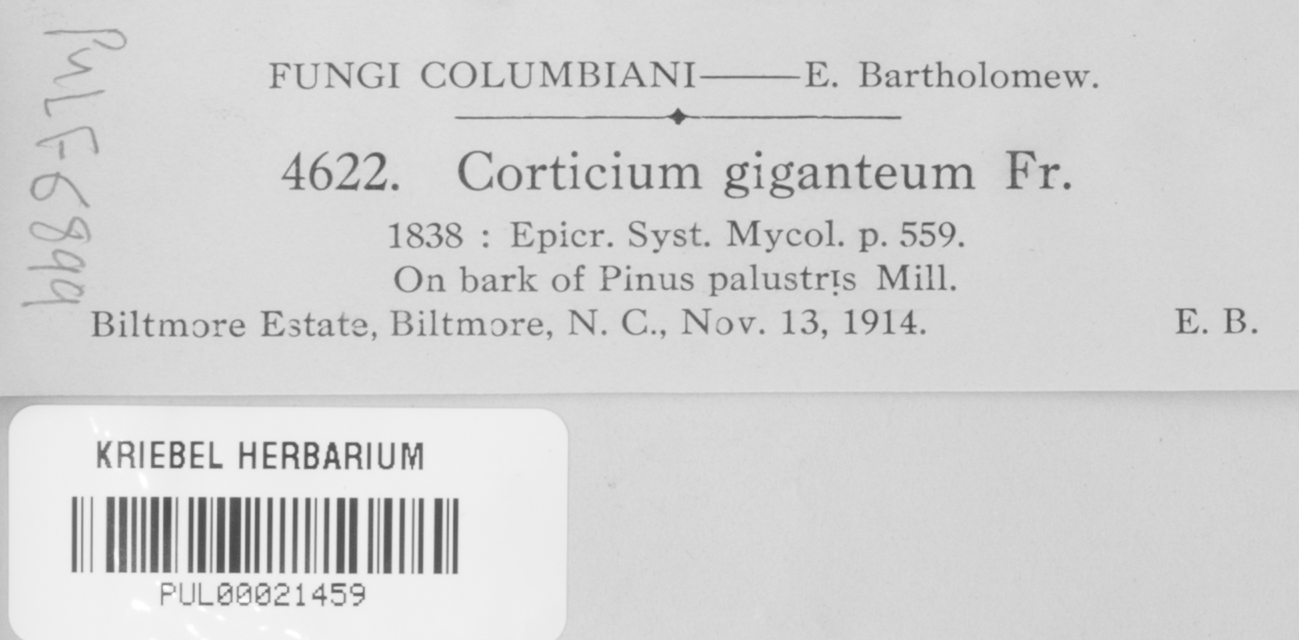 PUL F-6899
FUNGI COLUMBIANI——E. Bartholomew.
4622. Corticium giganteum Fr.
1838 : Epicr. Syst. Mycol. p. 559.
On bark of Pinus palustris Mill.
Biltmore Estate, Biltmore, N. C., Nov. 13, 1914. E. B.
KRIEBEL HERBARIUM
PUL00021459